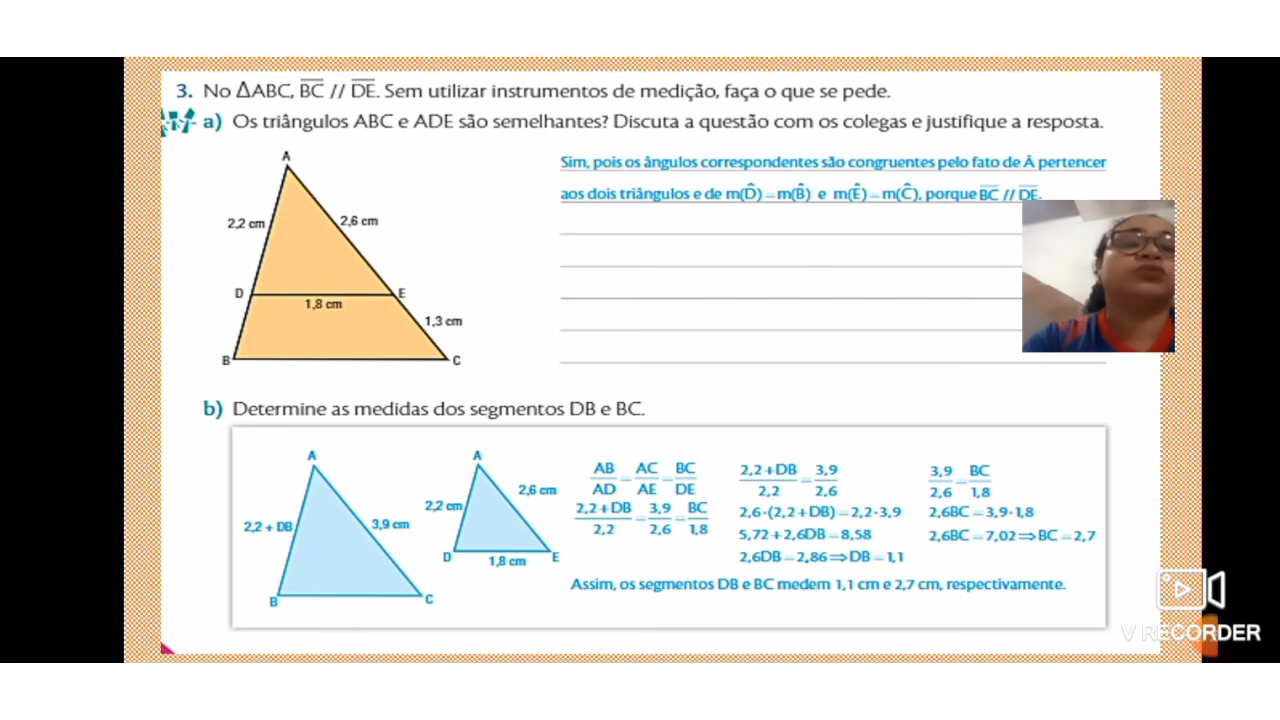 3. No ΔABC, B̅C̅ // D̅E̅. Sem utilizar instrumentos de medição, faça o que se pede.
a) Os triângulos ABC e ADE são semelhantes? Discuta a questão com os colegas e justifique a resposta.
Sim, pois os ângulos correspondentes são congruentes pelo fato de Â pertencer
aos dois triângulos e de m(D̂) = m(B̂) e m(Ê) = m(Ĉ), porque B̅C̅ // D̅E̅.
A
2,2 cm
2,6 cm
D
E
1,8 cm
1,3 cm
B
C
b) Determine as medidas dos segmentos DB e BC.
A
2,2 + DB
3,9 cm
B
C
A
2,2 cm
2,6 cm
D
E
1,8 cm
AB/AD = AC/AE = BC/DE
2,2 + DB/2,2 = 3,9/2,6 = BC/1,8
2,2 + DB/2,2 = 3,9/2,6
2,6 · (2,2 + DB) = 2,2 · 3,9
5,72 + 2,6DB = 8,58
2,6DB = 2,86 ⇒ DB = 1,1
3,9/2,6 = BC/1,8
2,6BC = 3,9 · 1,8
2,6BC = 7,02 ⇒ BC = 2,7
Assim, os segmentos DB e BC medem 1,1 cm e 2,7 cm, respectivamente.
V RECORDER